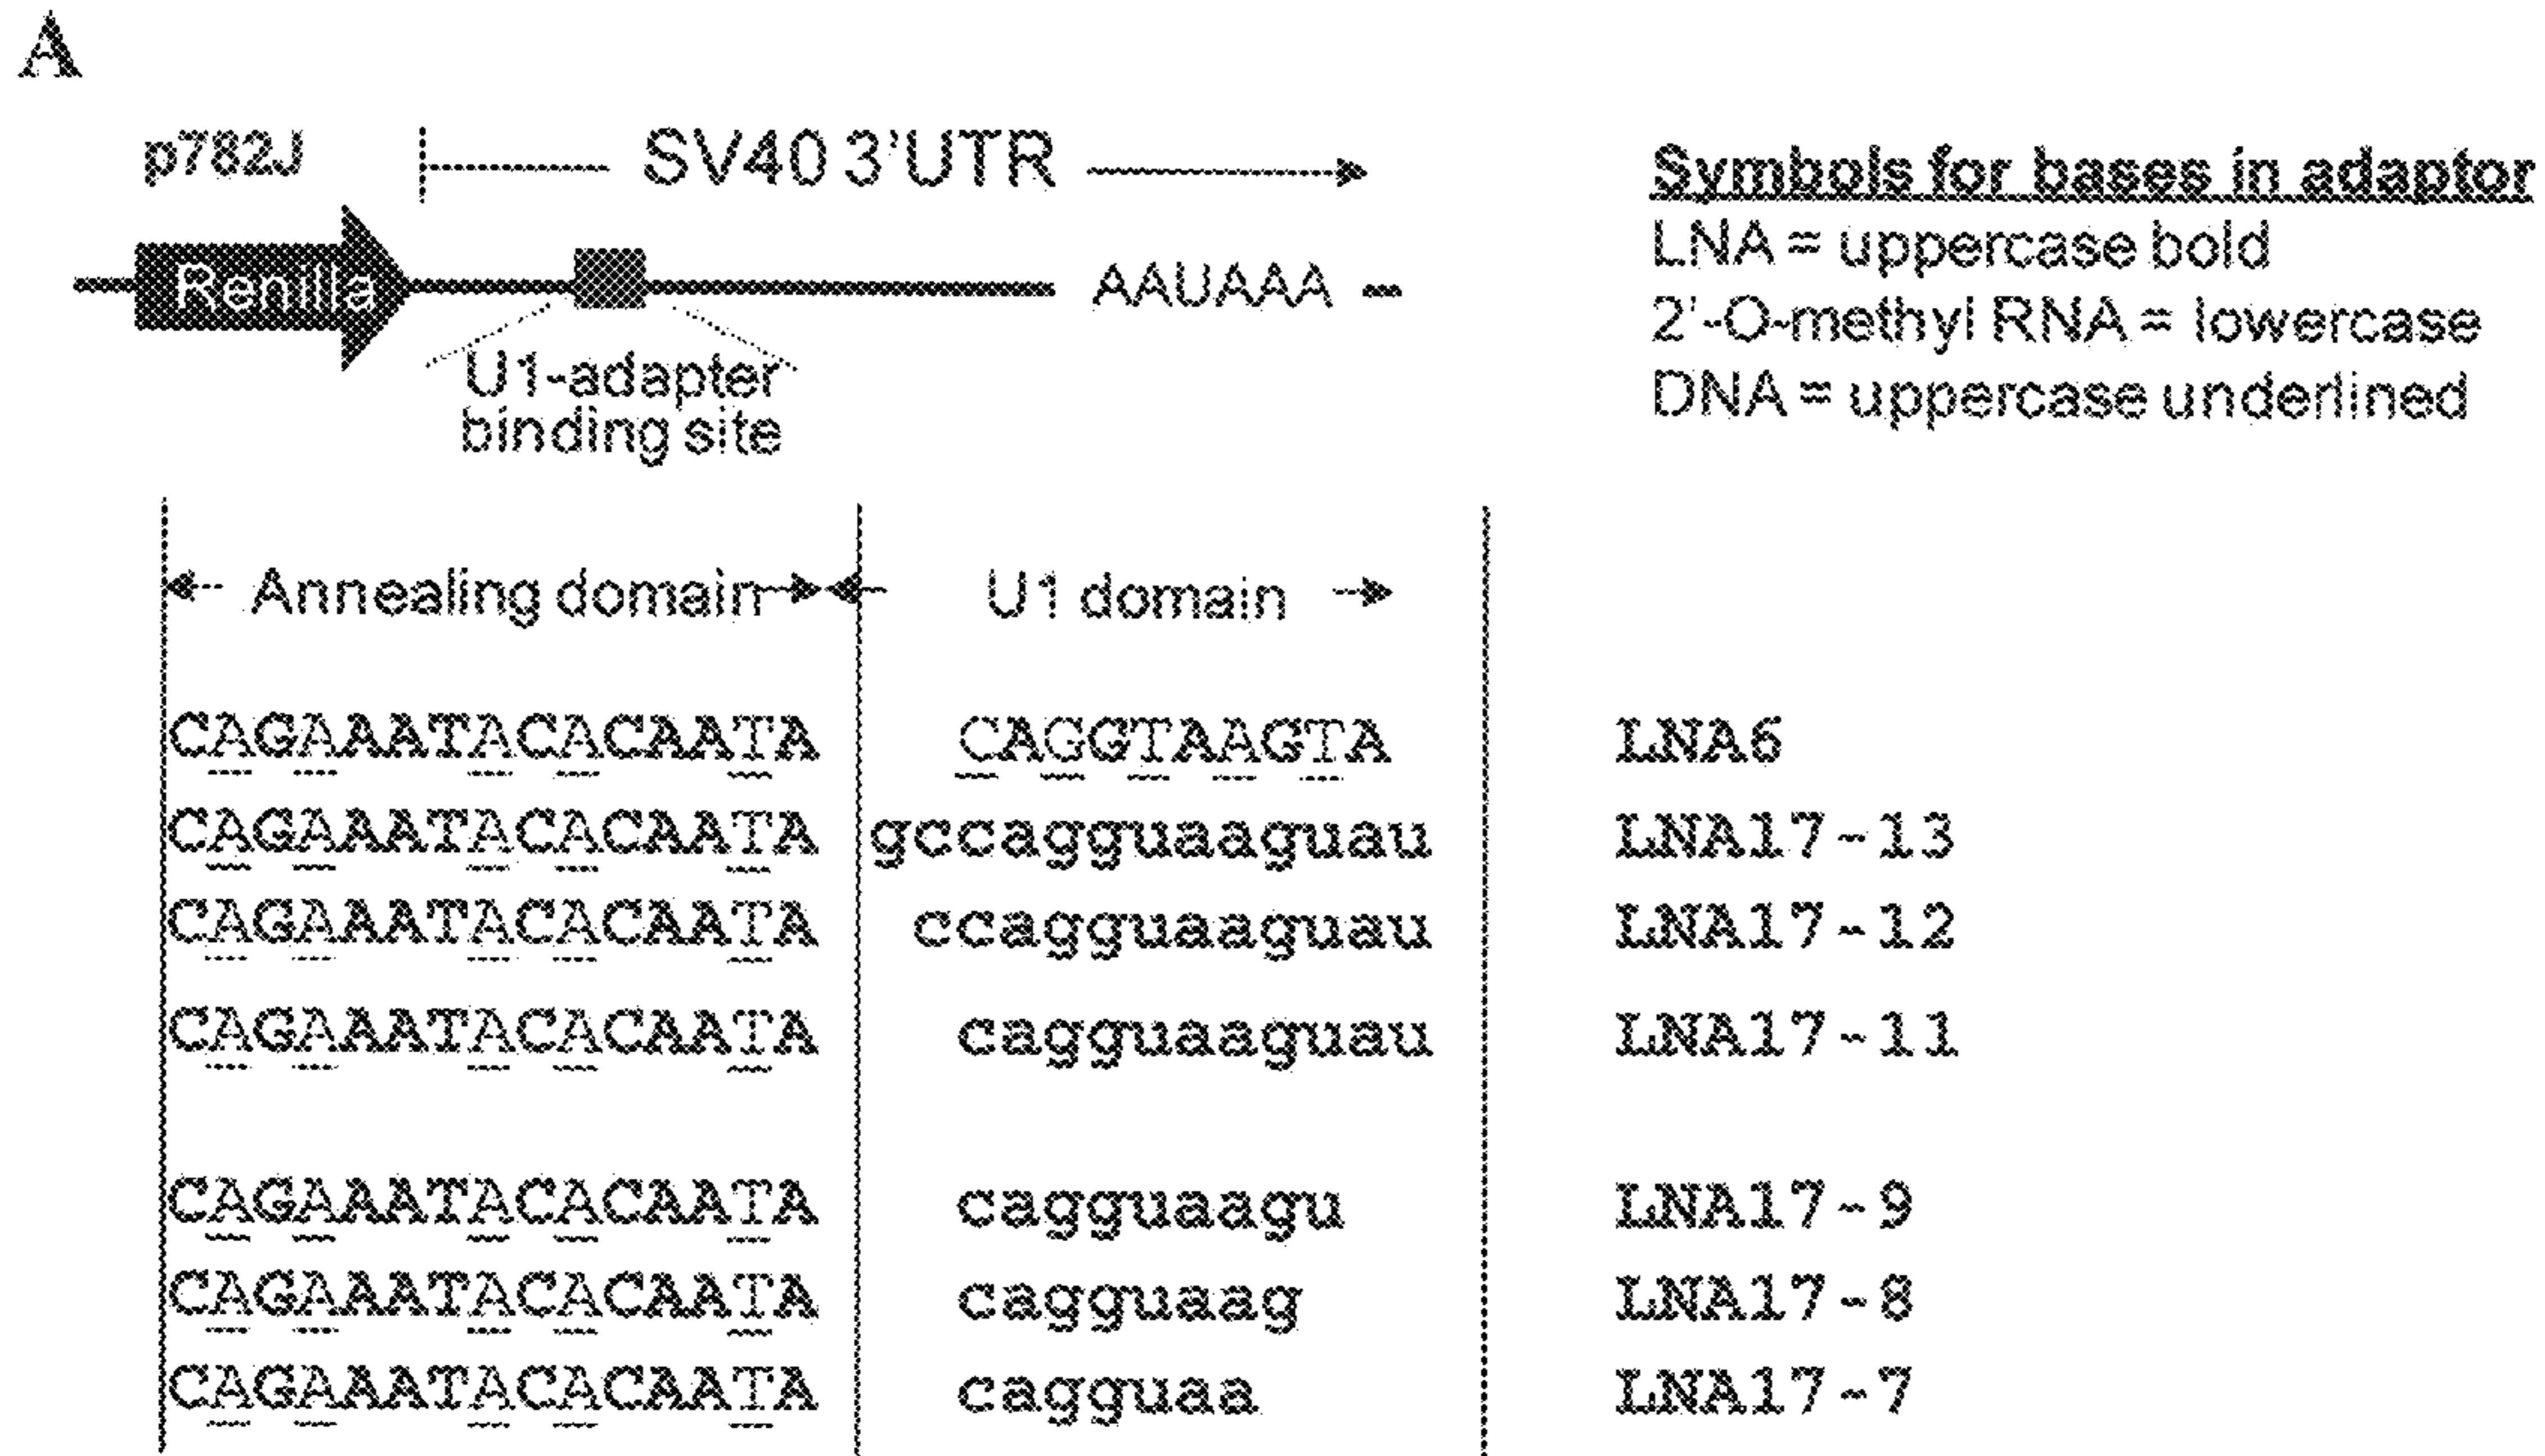 A
p782J
SV40 3'UTR
Symbols for bases in adaptor
LNA = uppercase bold
2'-O-methyl RNA = lowercase
DNA = uppercase underlined
Renilla
AAUAAA
U1-adapter
binding site
Annealing domain
U1 domain
CAGAAATACACAATA CAGGTAAGTA LNA6
CAGAAATACACAATA gccagguaaguau LNA17-13
CAGAAATACACAATA ccagguaaguau LNA17-12
CAGAAATACACAATA cagguaaguau LNA17-11
CAGAAATACACAATA cagguaagu LNA17-9
CAGAAATACACAATA cagguaag LNA17-8
CAGAAATACACAATA cagguaa LNA17-7